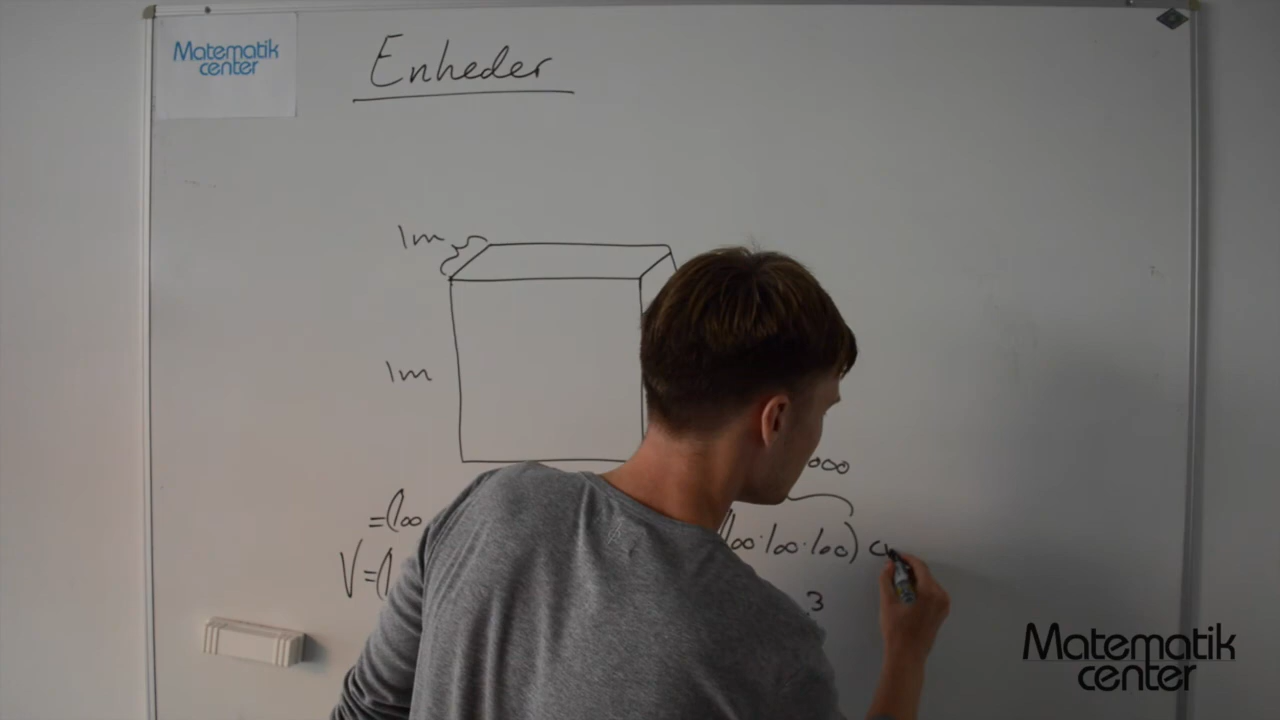 Matematik
center
Enheder
1m
1m
000
=(100
(100·100·100) c
V=(1
3
Matematik
center